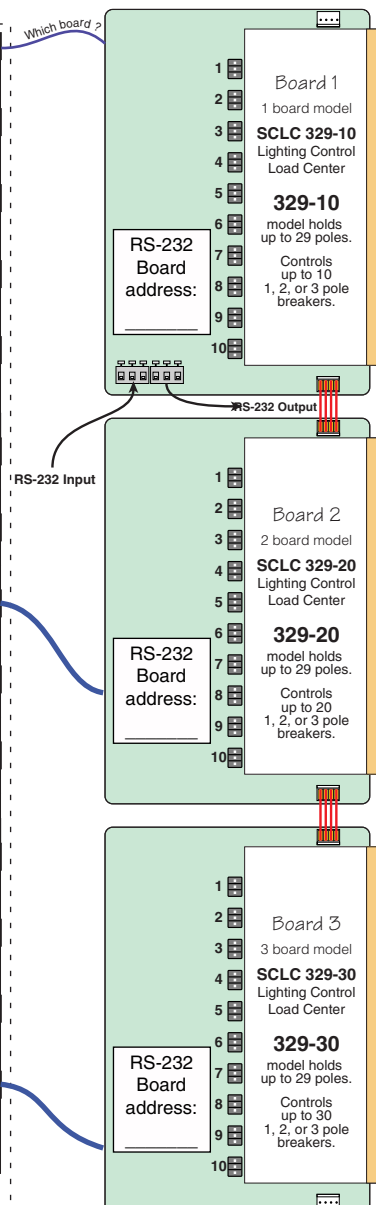 Which board ?
1
2
3
4
5
6
7
8
9
10
Board 1
1 board model
SCLC 329-10
Lighting Control
Load Center
329-10
model holds
up to 29 poles.
Controls
up to 10
1, 2, or 3 pole
breakers.
RS-232
Board
address:
RS-232 Output
RS-232 Input
1
2
3
4
5
6
7
8
9
10
Board 2
2 board model
SCLC 329-20
Lighting Control
Load Center
329-20
model holds
up to 29 poles.
Controls
up to 20
1, 2, or 3 pole
breakers.
RS-232
Board
address:
1
2
3
4
5
6
7
8
9
10
Board 3
3 board model
SCLC 329-30
Lighting Control
Load Center
329-30
model holds
up to 29 poles.
Controls
up to 30
1, 2, or 3 pole
breakers.
RS-232
Board
address: